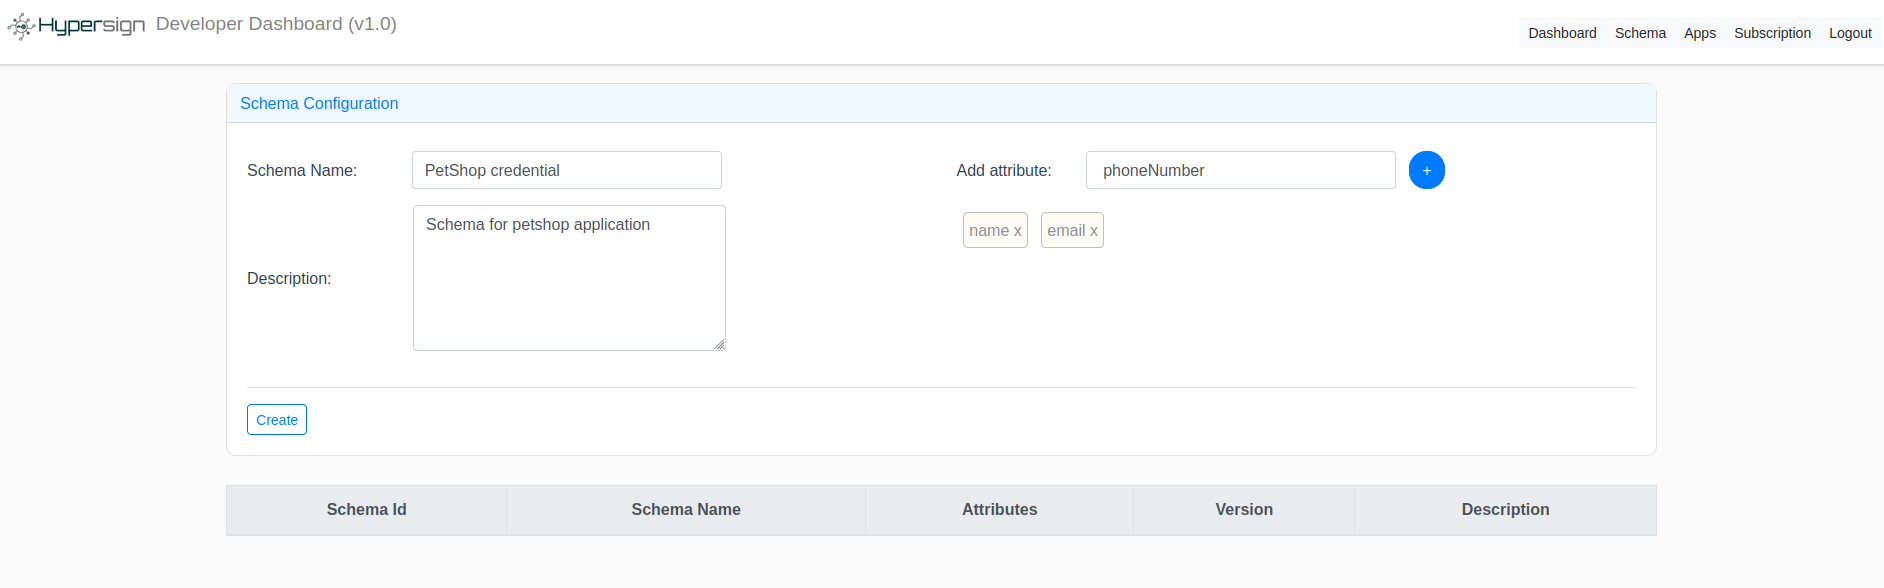 Hypersign Developer Dashboard (v1.0)
Dashboard Schema Apps Subscription Logout
Schema Configuration
Schema Name: PetShop credential
Add attribute: phoneNumber +
Description: Schema for petshop application
name x email x
Create
Schema Id Schema Name Attributes Version Description